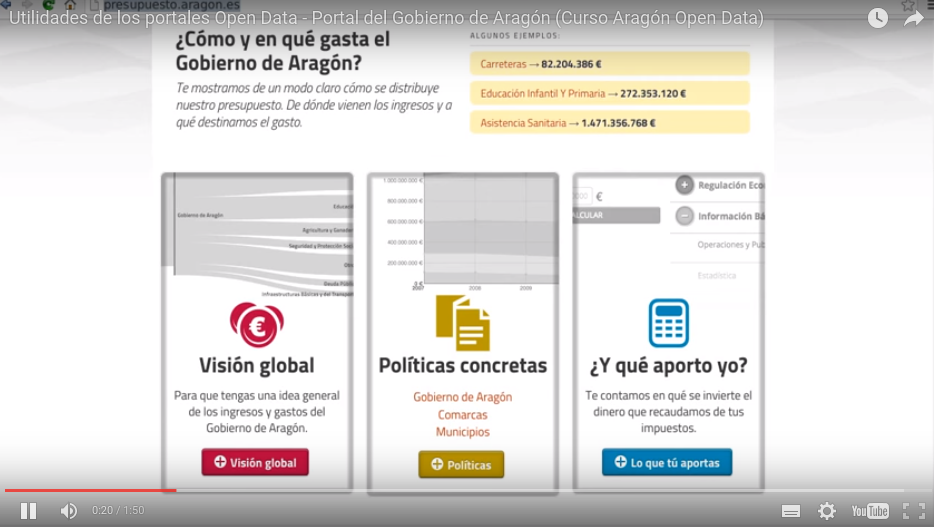 presupuesto.aragon.es
Utilidades de los portales Open Data - Portal del Gobierno de Aragón (Curso Aragón Open Data)
¿Cómo y en qué gasta el
Gobierno de Aragón?
Te mostramos de un modo claro cómo se distribuye
nuestro presupuesto. De dónde vienen los ingresos y a
qué destinamos el gasto.
ALGUNOS EJEMPLOS:
Carreteras → 82.204.386 €
Educación Infantil Y Primaria → 272.353.120 €
Asistencia Sanitaria → 1.471.356.768 €
Gobierno de Aragón
Educació
Agricultura y Ganader
Seguridad y Protección Soci
Otro
Deuda Públi
Infraestructuras Básicas y del Transport
Visión global
Para que tengas una idea general
de los ingresos y gastos del
Gobierno de Aragón.
Visión global
1.000.000.000 €
800.000.000 €
600.000.000 €
400.000.000 €
200.000.000 €
0 €
2007
2008
2009
Políticas concretas
Gobierno de Aragón
Comarcas
Municipios
Políticas
€
ALCULAR
Regulación Eco
Información Bá
Operaciones y Pub
Estadística
¿Y qué aporto yo?
Te contamos en qué se invierte el
dinero que recaudamos de tus
impuestos.
Lo que tú aportas
0:20 / 1:50
YouTube